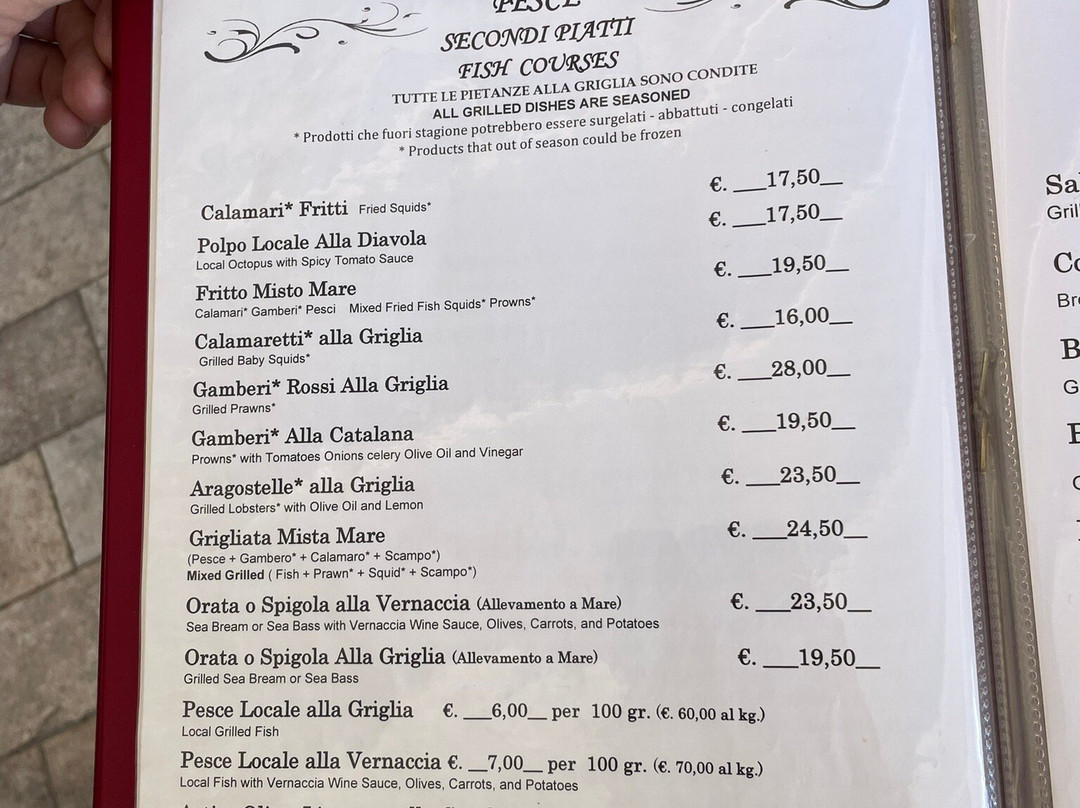 PESCE
SECONDI PIATTI
FISH COURSES
TUTTE LE PIETANZE ALLA GRIGLIA SONO CONDITE
ALL GRILLED DISHES ARE SEASONED
* Prodotti che fuori stagione potrebbero essere surgelati - abbattuti - congelati
* Products that out of season could be frozen
Calamari* Fritti Fried Squids* €. __17,50__
Polpo Locale Alla Diavola €. __17,50__
Local Octopus with Spicy Tomato Sauce
Fritto Misto Mare €. __19,50__
Calamari* Gamberi* Pesci Mixed Fried Fish Squids* Prowns*
Calamaretti* alla Griglia €. __16,00__
Grilled Baby Squids*
Gamberi* Rossi Alla Griglia €. __28,00__
Grilled Prawns*
Gamberi* Alla Catalana €. __19,50__
Prowns* with Tomatoes Onions celery Olive Oil and Vinegar
Aragostelle* alla Griglia €. __23,50__
Grilled Lobsters* with Olive Oil and Lemon
Grigliata Mista Mare €. __24,50__
(Pesce + Gambero* + Calamaro* + Scampo*)
Mixed Grilled ( Fish + Prawn* + Squid* + Scampo*)
Orata o Spigola alla Vernaccia (Allevamento a Mare) €. __23,50__
Sea Bream or Sea Bass with Vernaccia Wine Sauce, Olives, Carrots, and Potatoes
Orata o Spigola Alla Griglia (Allevamento a Mare) €. __19,50__
Grilled Sea Bream or Sea Bass
Pesce Locale alla Griglia €. __6,00__ per 100 gr. (€. 60,00 al kg.)
Local Grilled Fish
Pesce Locale alla Vernaccia €. __7,00__ per 100 gr. (€. 70,00 al kg.)
Local Fish with Vernaccia Wine Sauce, Olives, Carrots, and Potatoes